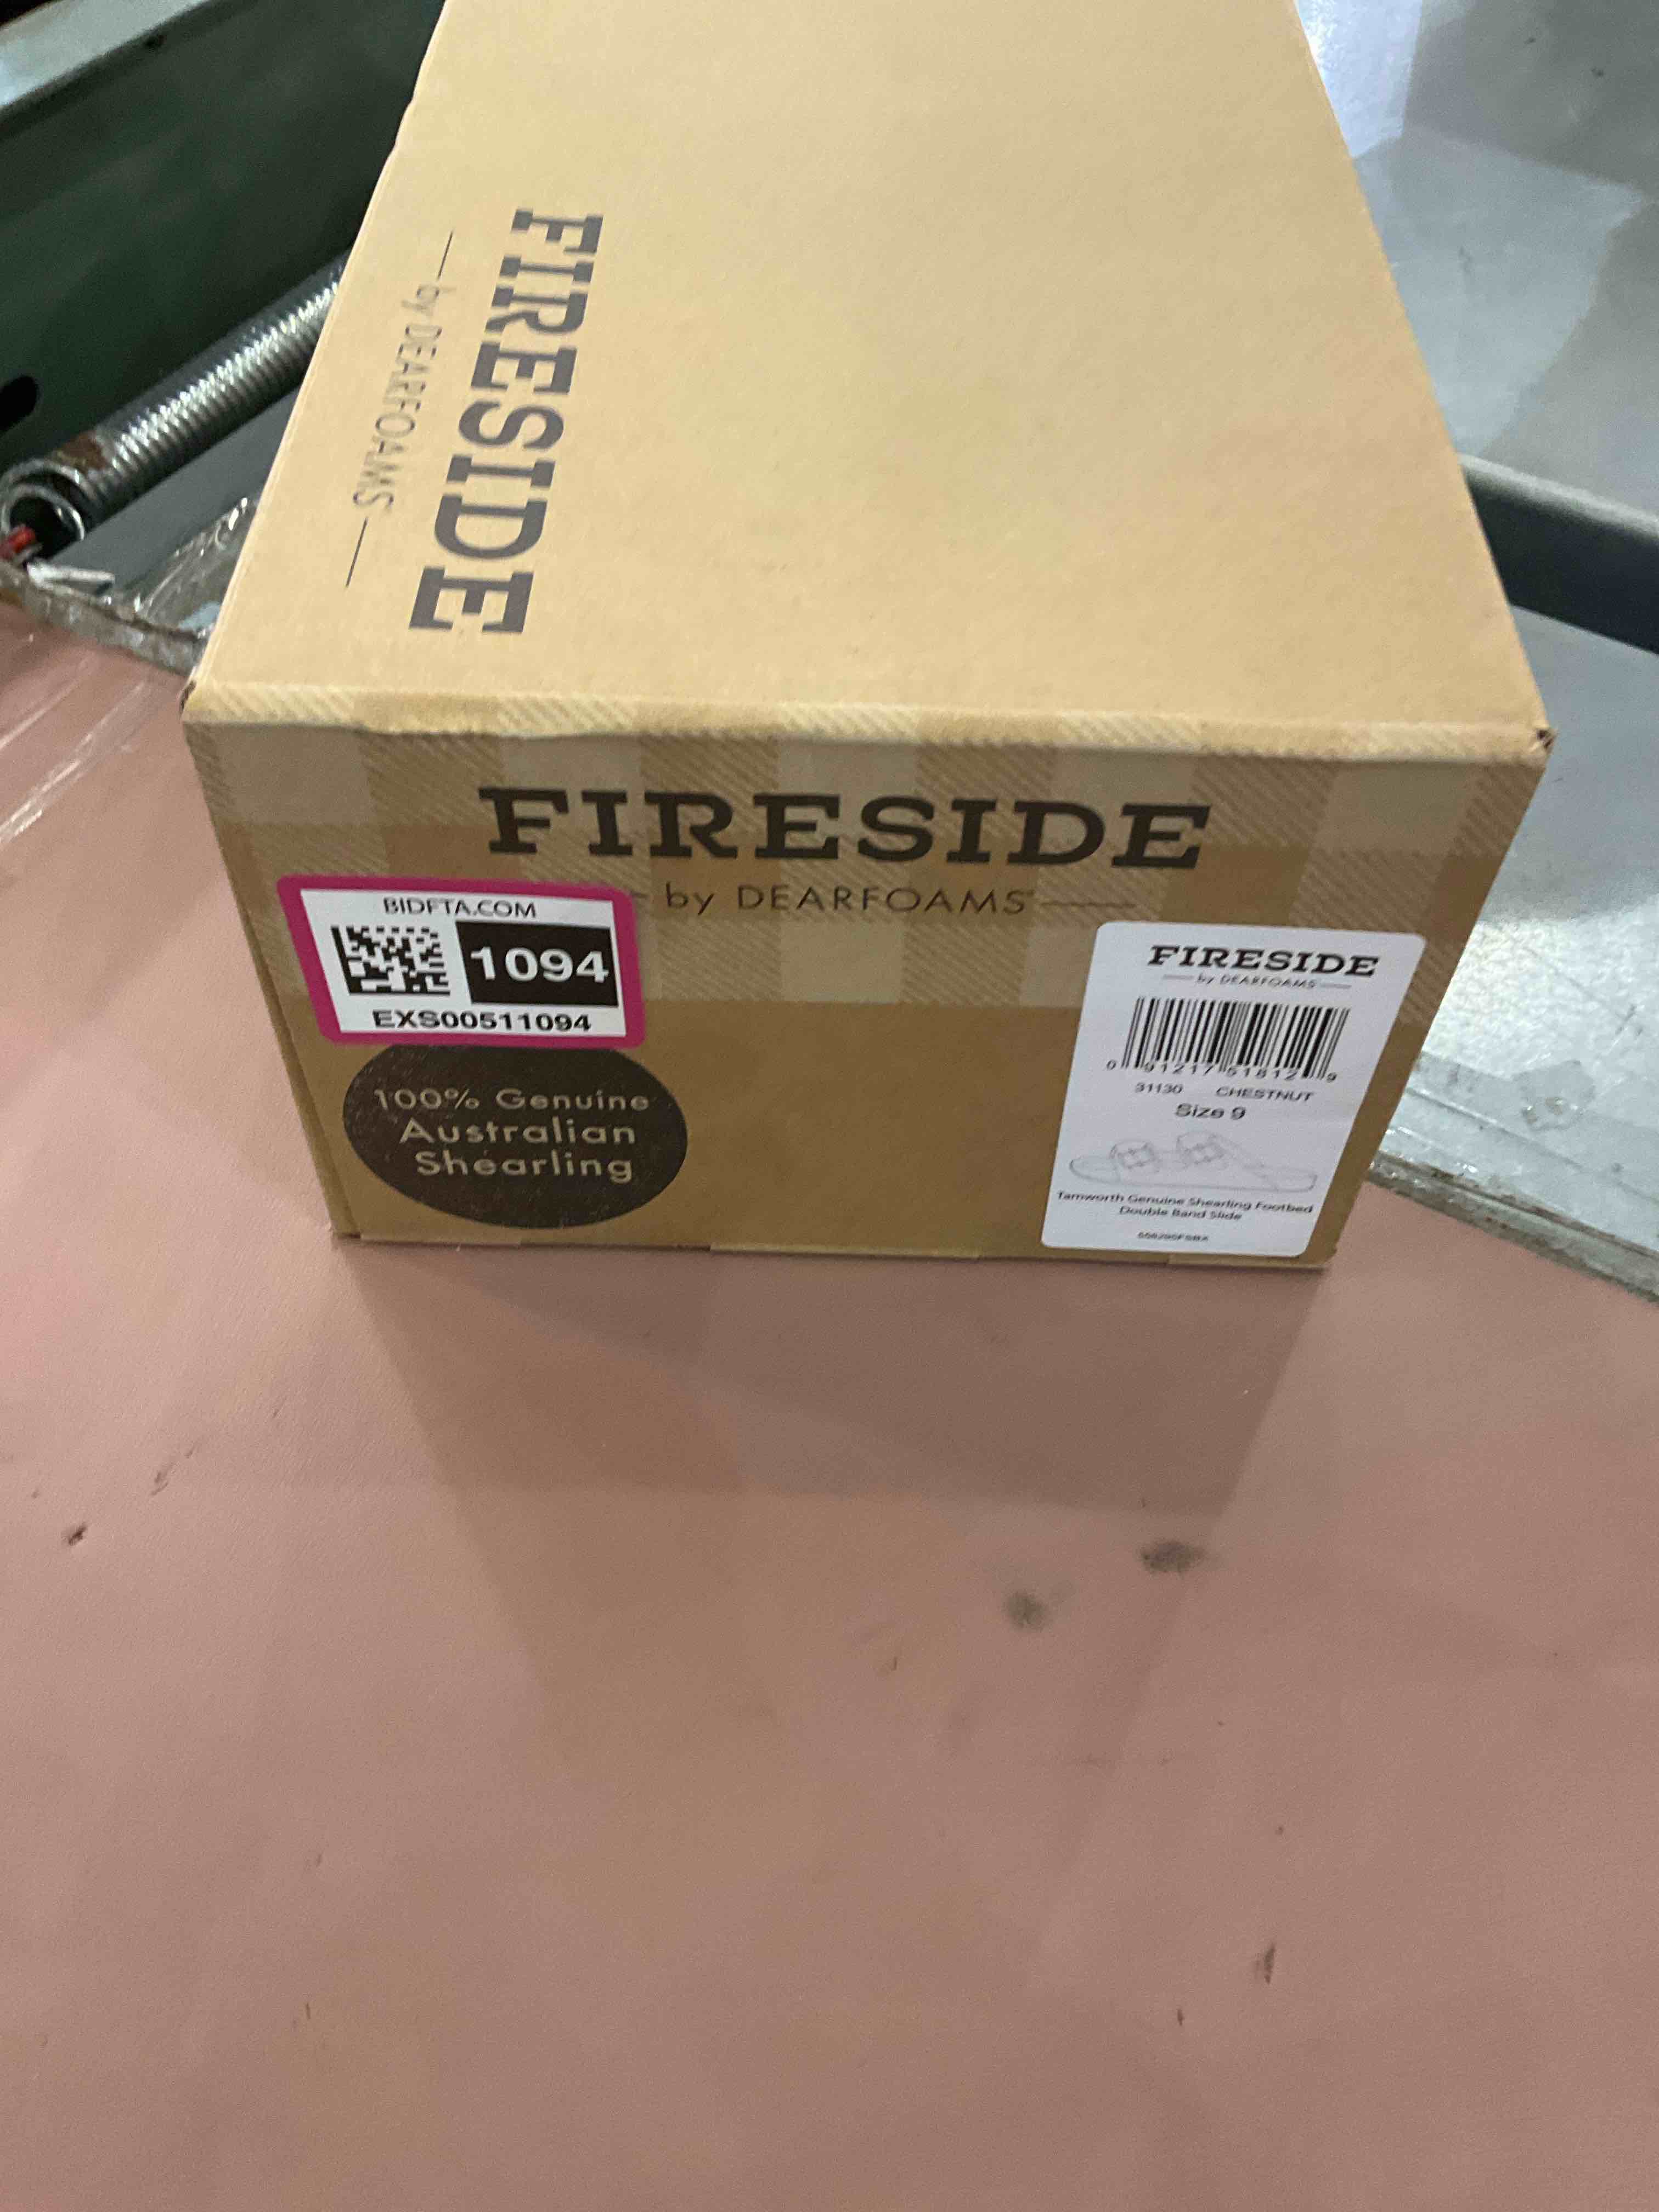 FIRESIDE
by DEARFOAMS
FIRESIDE
by DEARFOAMS
BIDFTA.COM
1094
EXS00511094
100% Genuine
Australian
Shearling
FIRESIDE
by DEARFOAMS
0 91217 51812 9
31130 CHESTNUT
Size 9
Tamworth Genuine Shearling Footbed
Double Band Slide